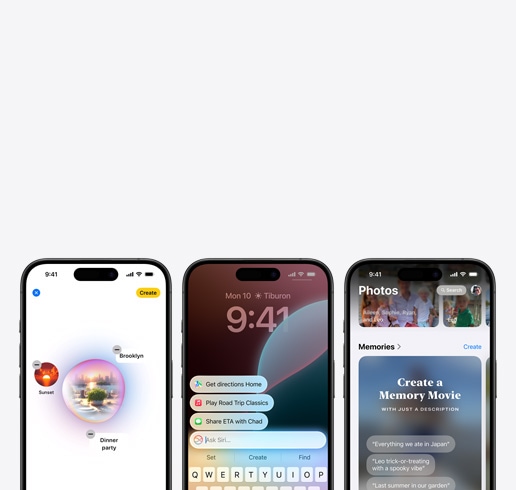 9:41
Create
Brooklyn
Sunset
Dinner
party
Mon 10 Tiburon
9:41
Get directions Home
Play Road Trip Classics
Share ETA with Chad
Ask Siri...
Set Create Find
Q W E R T Y U I O P
9:41
Photos
Search
Memories >
Create
Create a
Memory Movie
WITH JUST A DESCRIPTION
"Everything we ate in Japan"
"Leo trick-or-treating
with a spooky vibe"
"Last summer in our garden"